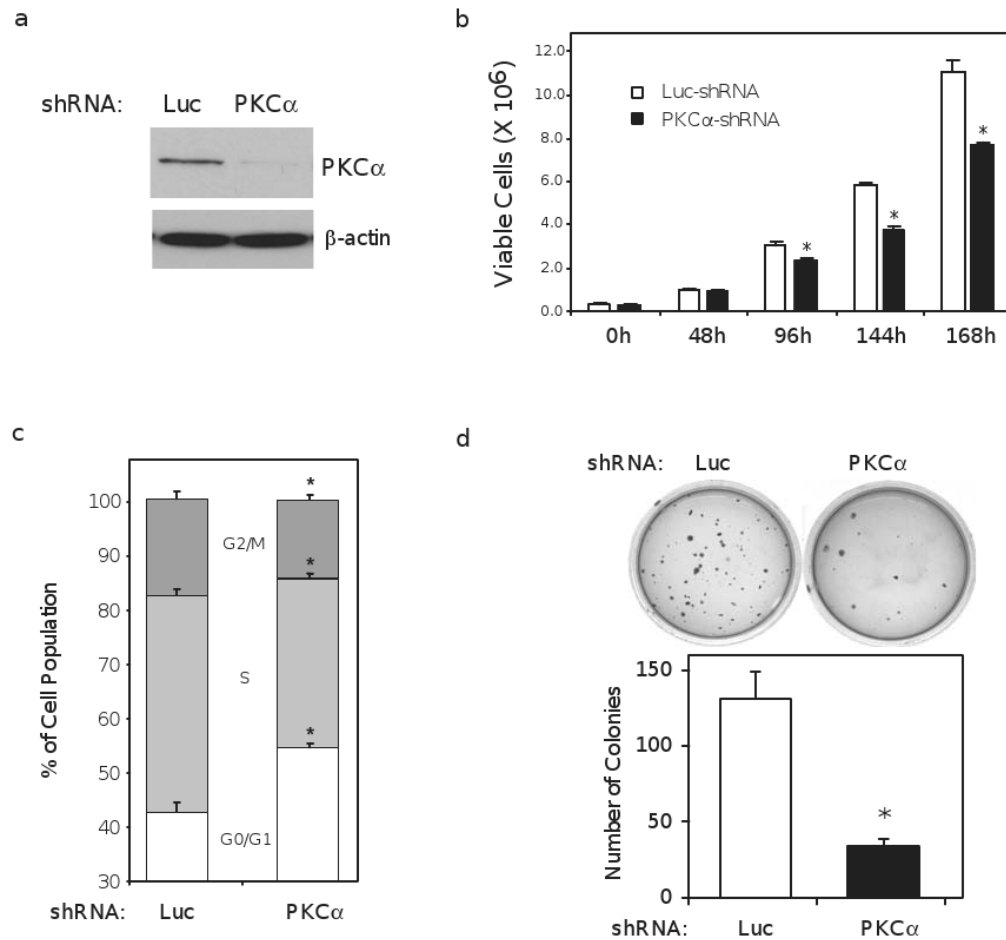 a
shRNA: Luc PKCα
PKCα
β-actin
b
Viable Cells (X 10⁶)
12.0
10.0
8.0
6.0
4.0
2.0
0.0
Luc-shRNA
PKCα-shRNA
*
*
*
*
0h 48h 96h 144h 168h
c
% of Cell Population
100
90
80
70
60
50
40
30
*
G2/M
*
S
*
G0/G1
shRNA: Luc PKCα
d
shRNA: Luc PKCα
Number of Colonies
150
100
50
0
*
shRNA: Luc PKCα